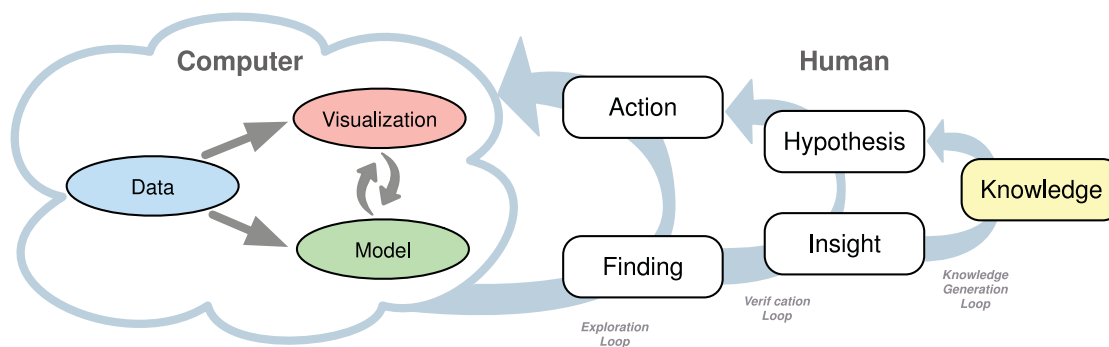 Computer
Human
Visualization
Data
Model
Action
Hypothesis
Knowledge
Finding
Insight
Exploration
Loop
Verif cation
Loop
Knowledge
Generation
Loop